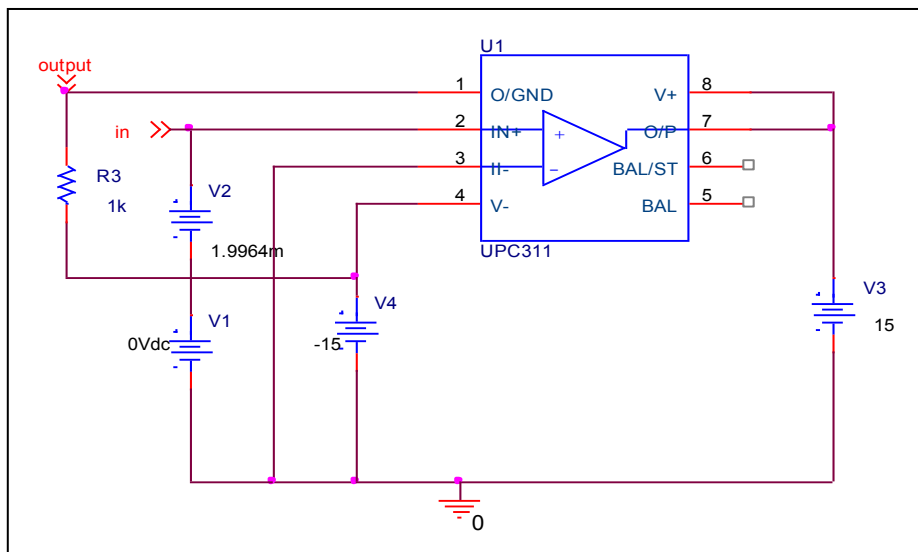 U1
output
1
O/GND
V+
8
in
2
IN+
O/P
7
3
II-
BAL/ST
6
R3
1k
V2
4
V-
BAL
5
1.9964m
UPC311
V1
0Vdc
V4
-15
V3
15
0